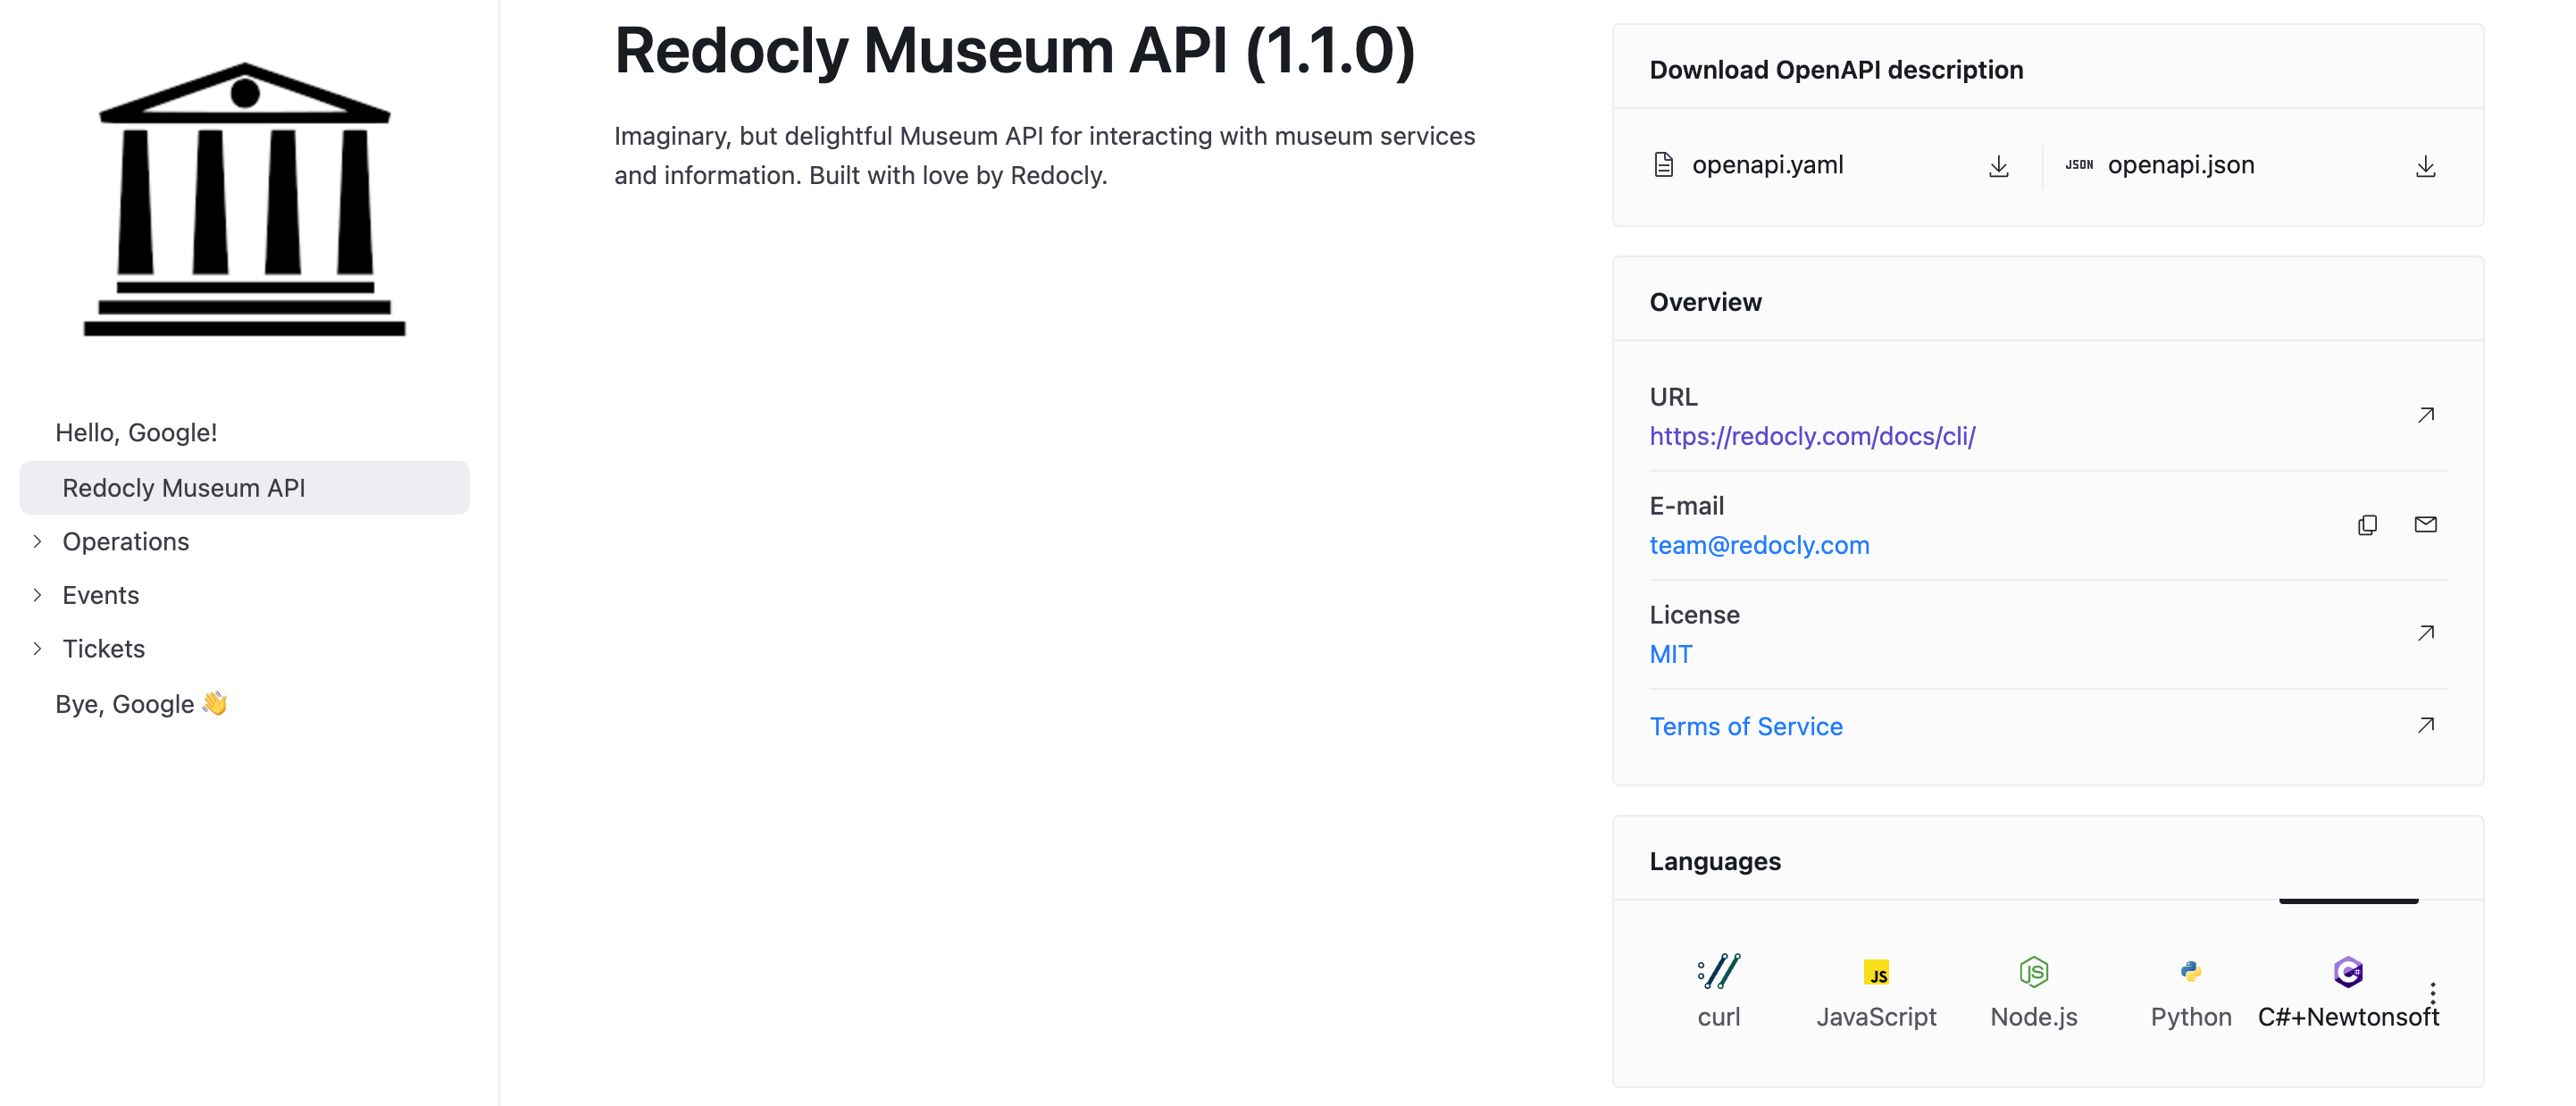 Hello, Google!
Redocly Museum API
Operations
Events
Tickets
Bye, Google 👋
Redocly Museum API (1.1.0)
Imaginary, but delightful Museum API for interacting with museum services
and information. Built with love by Redocly.
Download OpenAPI description
openapi.yaml
JSON openapi.json
Overview
URL
https://redocly.com/docs/cli/
E-mail
team@redocly.com
License
MIT
Terms of Service
Languages
JS JS C#
curl JavaScript Node.js Python C#+Newtonsoft